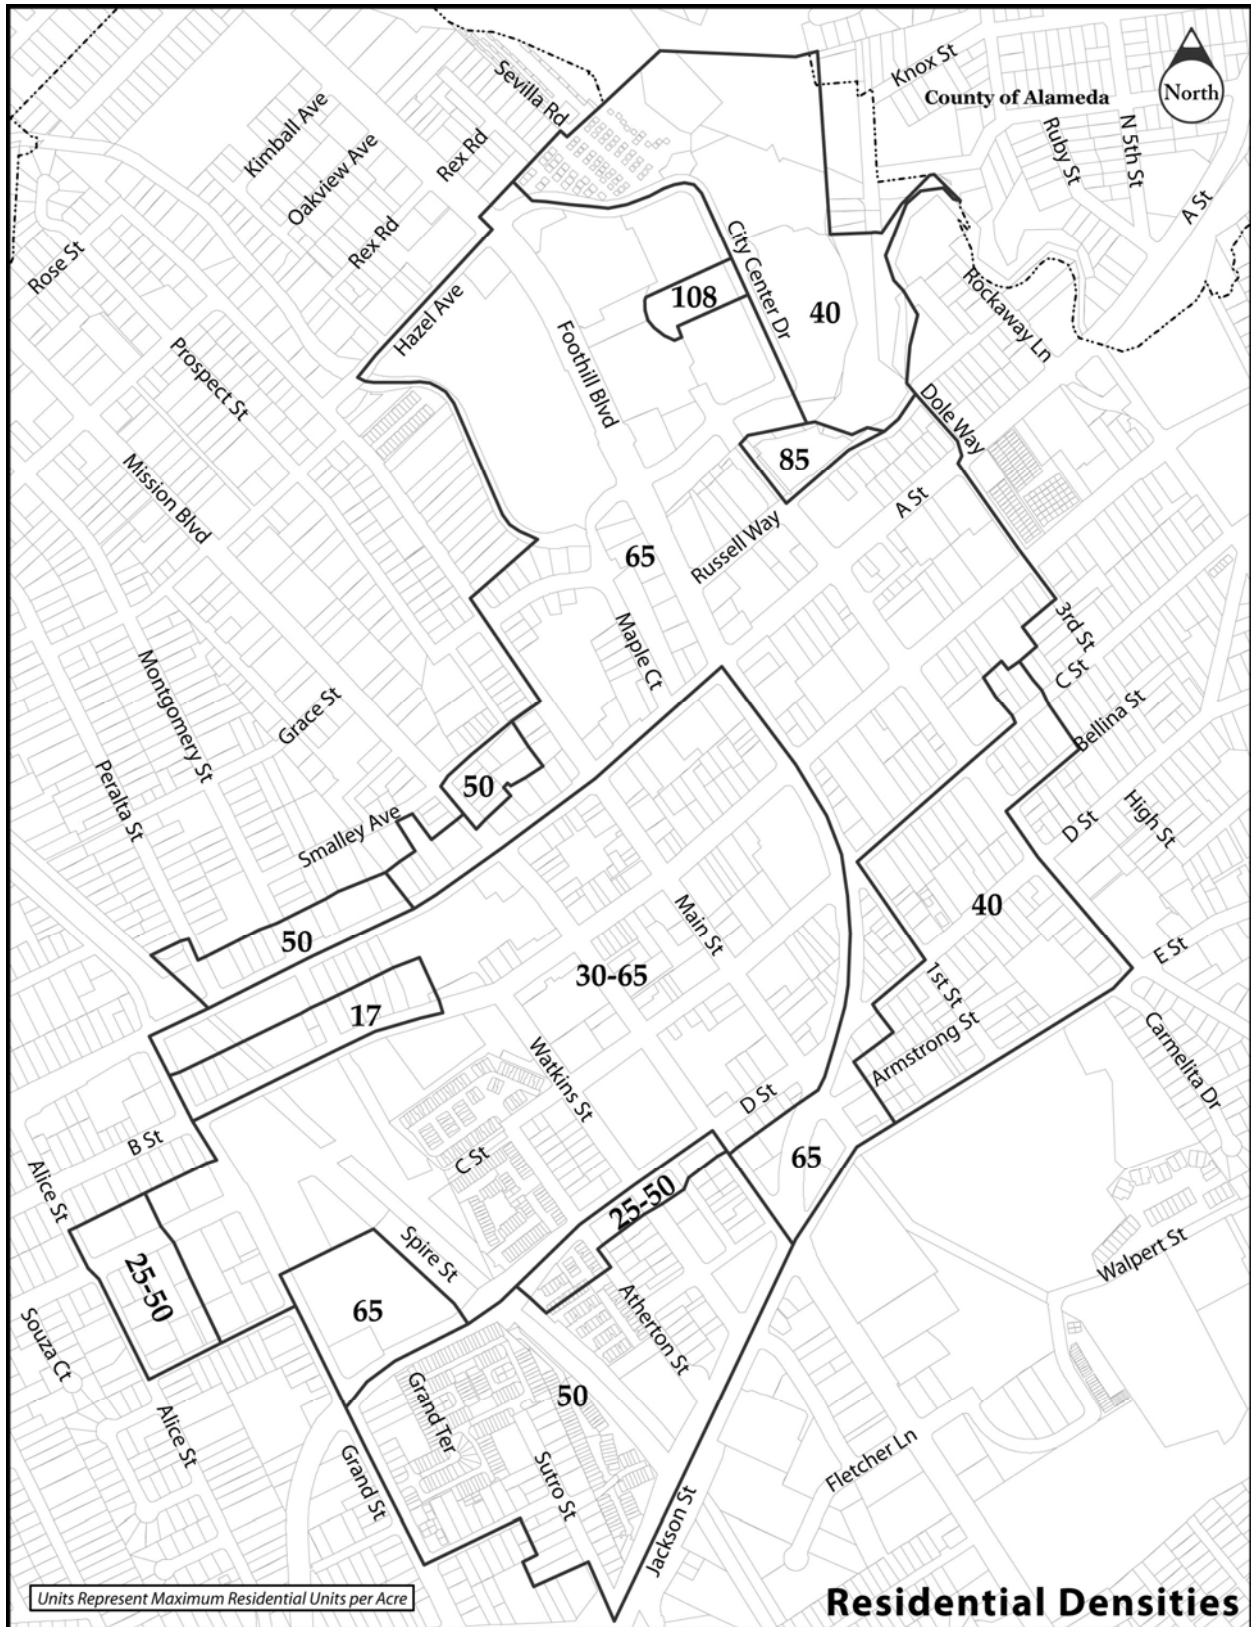 Sevilla Rd
Knox St
County of Alameda
North
Kimball Ave
Oakview Ave
Rex Rd
Ruby St
N 5th St
A St
Rex Rd
Rose St
City Center Dr
108
40
Rockaway Ln
Hazel Ave
Foothill Blvd
Prospect St
Dole Way
85
Mission Blvd
A St
Russell Way
65
Maple Ct
3rd St
C St
Montgomery St
Grace St
Bellina St
Peralta St
50
High St
D St
Smalley Ave
Main St
40
50
E St
30-65
1st St
17
Armstrong St
Carmelita Dr
Watkins St
D St
B St
C St
65
Alice St
25-50
Spire St
Walpert St
25-50
65
Atherton St
Souza Ct
50
Grand Ter
Alice St
Grand St
Sutro St
Fletcher Ln
Jackson St
Units Represent Maximum Residential Units per Acre
Residential Densities